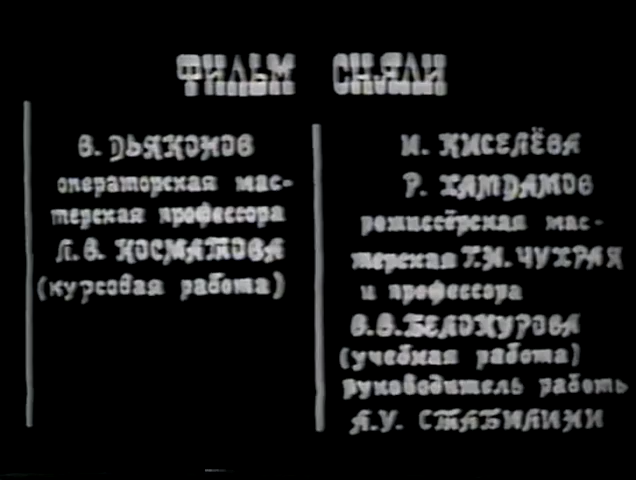 ФИЛЬМ СНЯЛИ
В. ДЬЯКОНОВ
операторская мас-
терская профессора
Л.В. КОСМАТОВА
(курсовая работа)
И. КИСЕЛЁВА
Р. ХАМДАМОВ
режиссёрская мас-
терская Г.Н. ЧУХРАЯ
и профессора
В.В. БЕЛОКУРОВА
(учебная работа)
руководитель работы
А.У. СТАБИЛИНИ